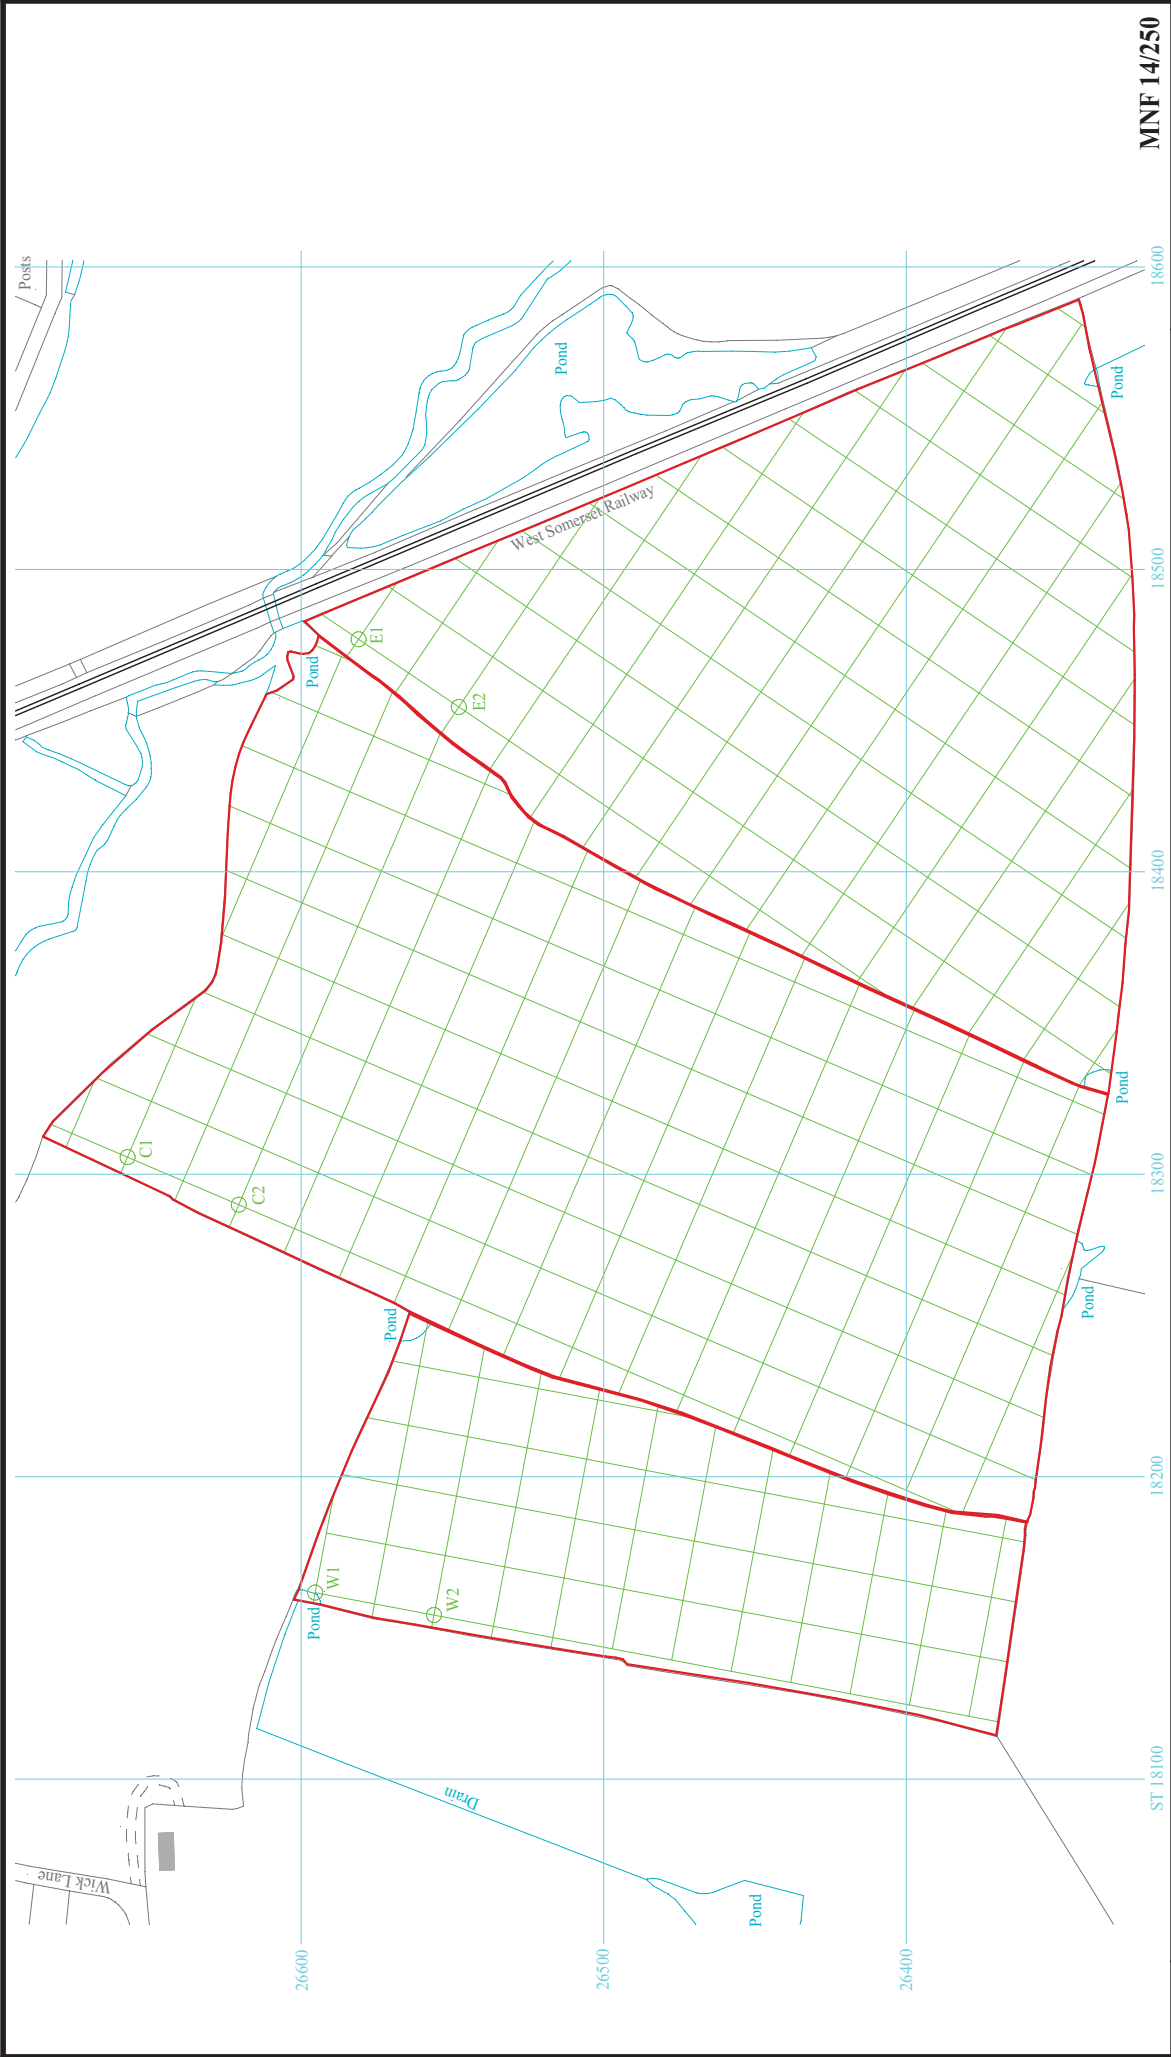 MNF 14/250
Posts
18600
Pond
Pond
West Somerset Railway
18500
E1
Pond
E2
18400
Pond
C1
18300
C2
Pond
Pond
18200
W1
W2
Pond
ST 18100
Drain
Wick Lane
Pond
26600
26500
26400